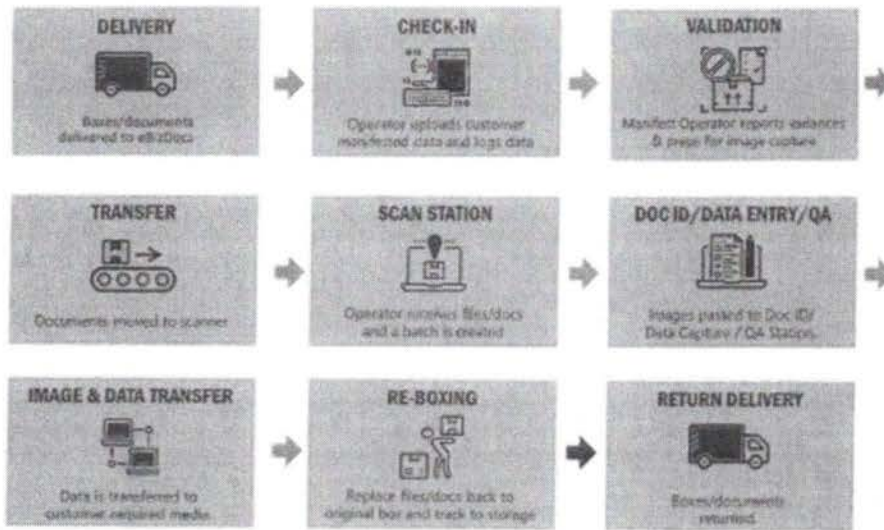 DELIVERY
Boxes/documents
delivered to eBizDocs
CHECK-IN
Operator uploads customer
manifested data and logs data
VALIDATION
Manifest Operator reports variances
& preps for image capture
TRANSFER
Documents moved to scanner
SCAN STATION
Operator receives files/docs
and a batch is created
DOC ID/DATA ENTRY/QA
Images passed to Doc ID/
Data Capture / QA Station.
IMAGE & DATA TRANSFER
Data is transferred to
customer required media.
RE-BOXING
Replace files/docs back to
original box and track to storage
RETURN DELIVERY
Boxes/documents
returned.